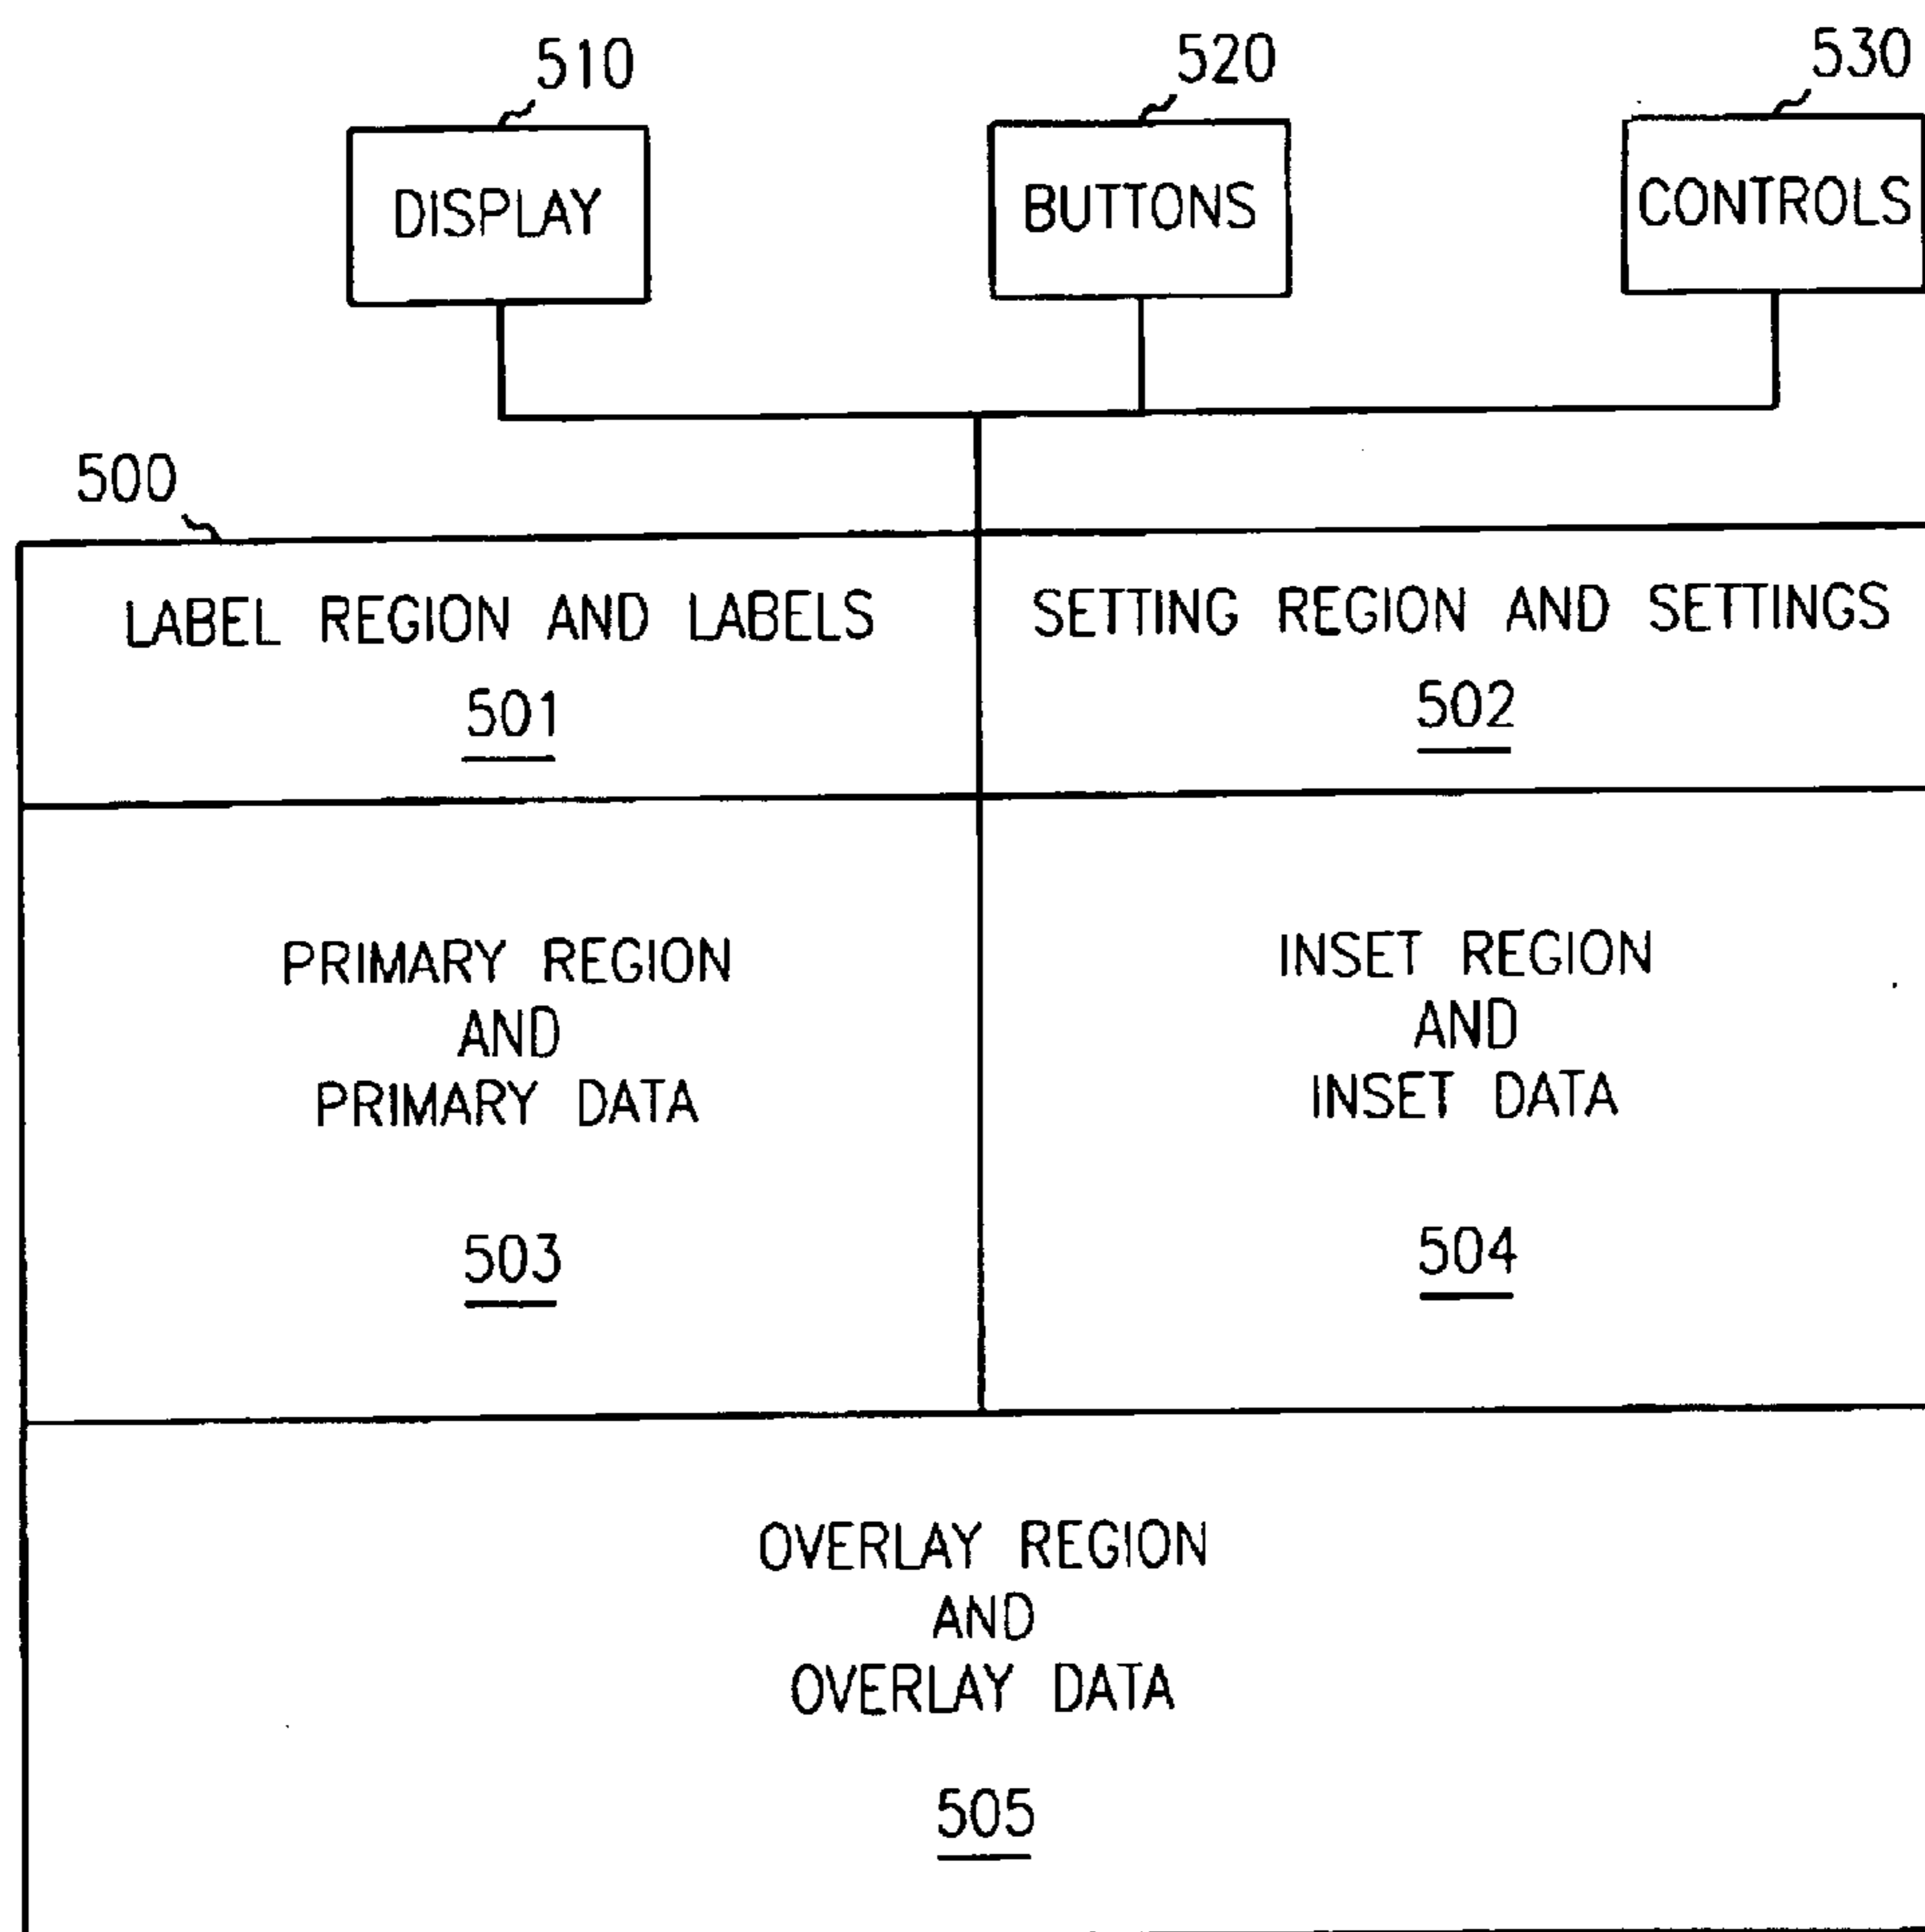 510
520
530
DISPLAY
BUTTONS
CONTROLS
500
LABEL REGION AND LABELS
501
SETTING REGION AND SETTINGS
502
PRIMARY REGION
AND
PRIMARY DATA
503
INSET REGION
AND
INSET DATA
504
OVERLAY REGION
AND
OVERLAY DATA
505